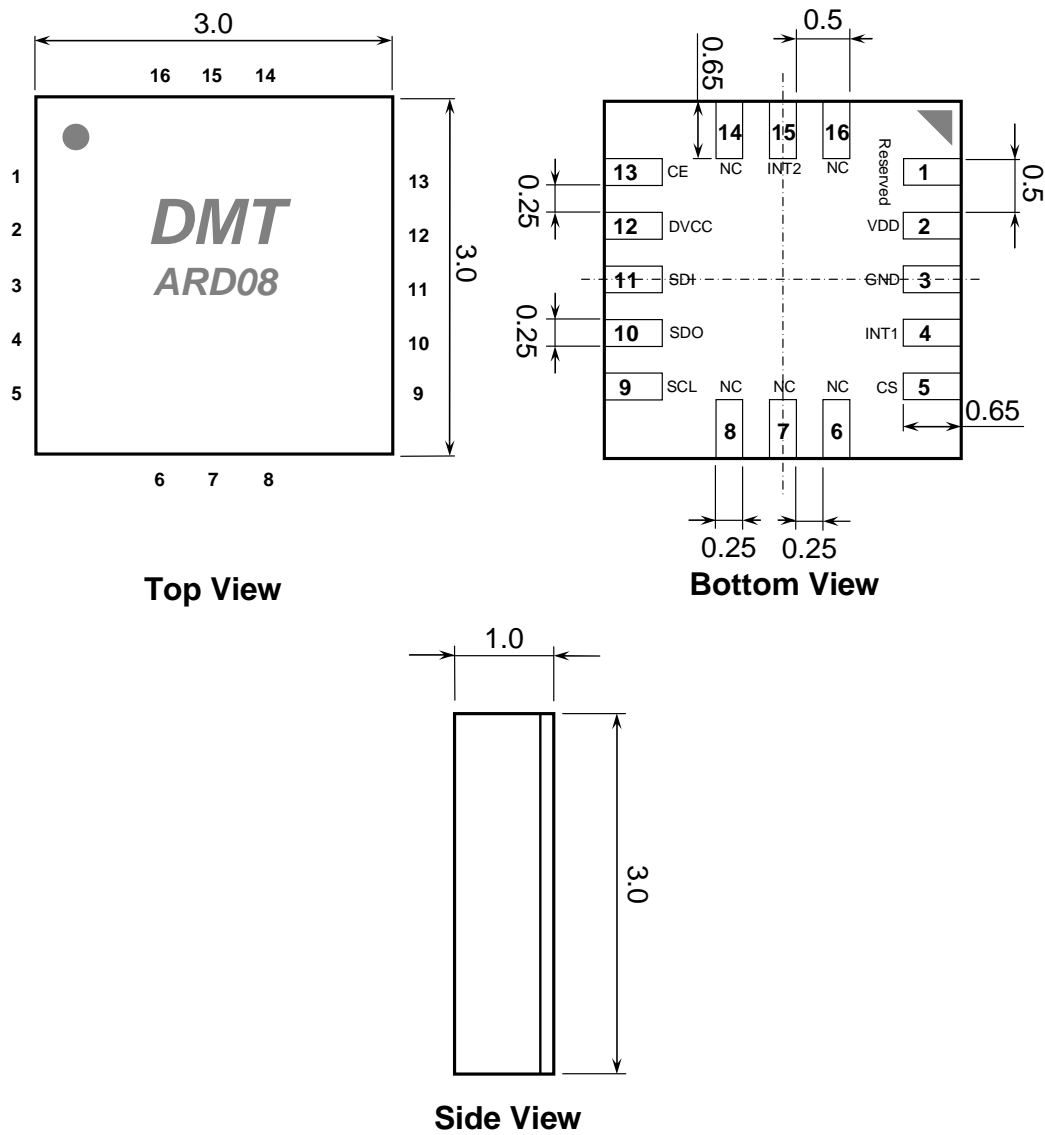 3.0
16 15 14
1
2
3
4
5
DMT
ARD08
13
12
11
10
9
3.0
6 7 8
Top View
0.5
0.65
14 15 16
NC INT2 NC
Reserved
13 CE
12 DVCC
11 SDI
10 SDO
9 SCL
0.25
0.25
1
VDD 2
GND 3
INT1 4
CS 5
0.5
0.65
NC NC NC
8 7 6
0.25 0.25
Bottom View
1.0
3.0
Side View